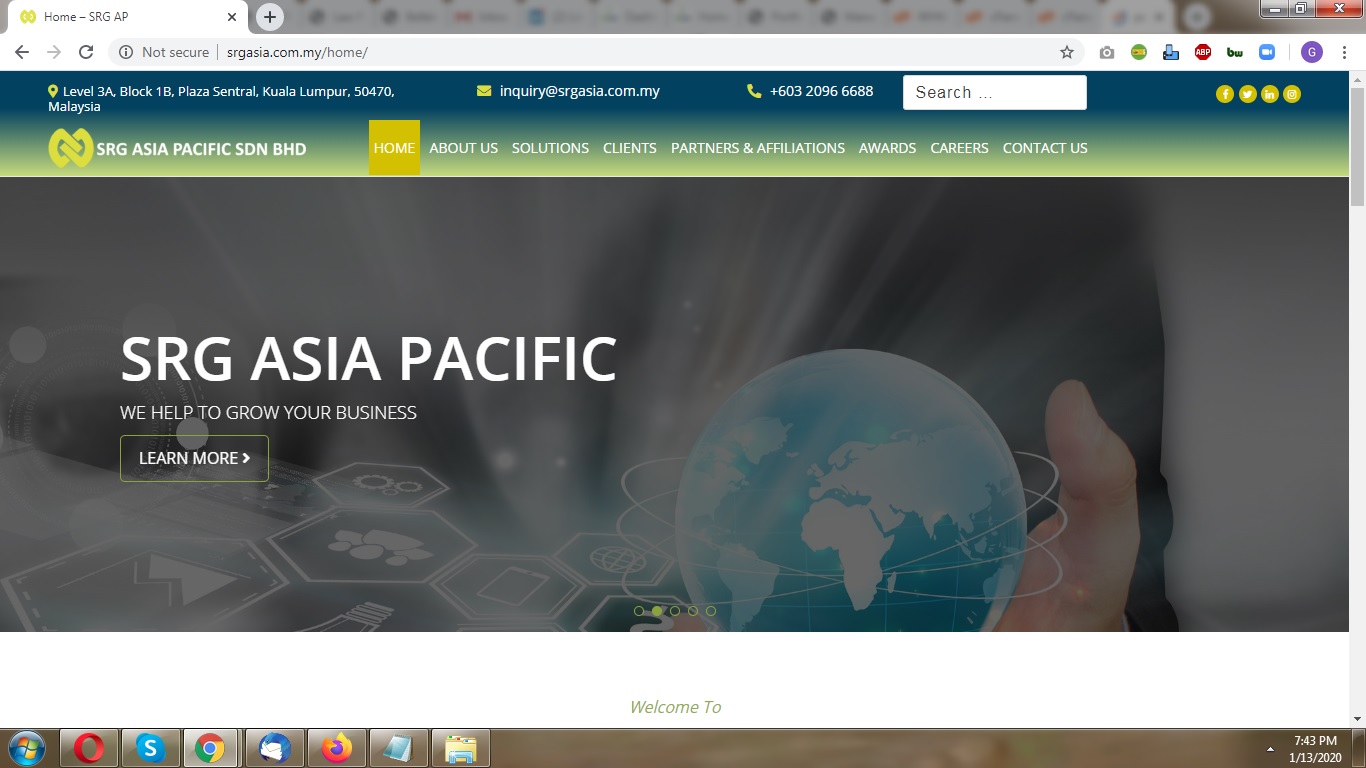 Home – SRG AP
Not secure | srgasia.com.my/home/
ABP
bw
G
Level 3A, Block 1B, Plaza Sentral, Kuala Lumpur, 50470,
Malaysia
inquiry@srgasia.com.my
+603 2096 6688
Search ...
SRG ASIA PACIFIC SDN BHD
HOME ABOUT US SOLUTIONS CLIENTS PARTNERS & AFFILIATIONS AWARDS CAREERS CONTACT US
SRG ASIA PACIFIC
WE HELP TO GROW YOUR BUSINESS
LEARN MORE
Welcome To
7:43 PM
1/13/2020